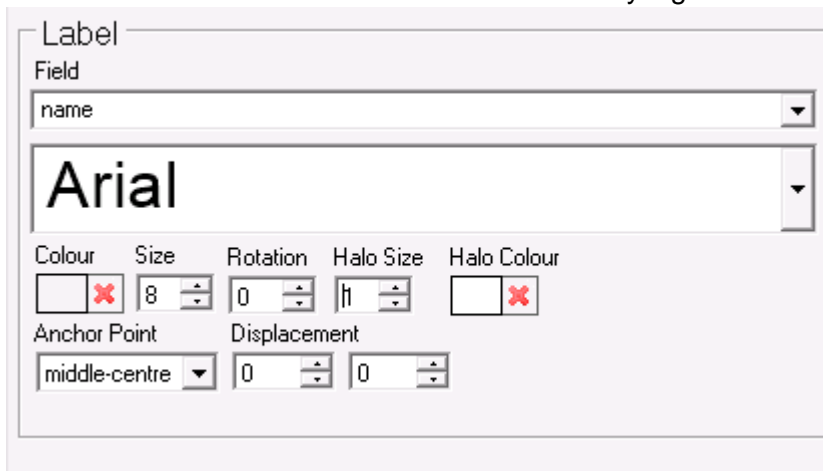 Label
Field
name
Arial
Colour Size Rotation Halo Size Halo Colour
8 0
Anchor Point Displacement
middle-centre 0 0